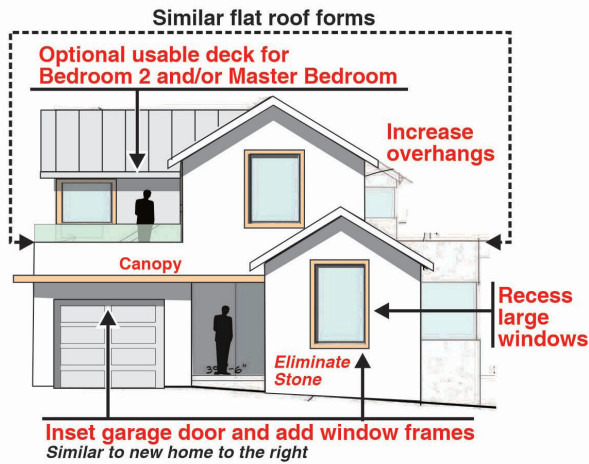 Similar flat roof forms
Optional usable deck for
Bedroom 2 and/or Master Bedroom
Increase
overhangs
Canopy
Recess
large
windows
Eliminate
Stone
Inset garage door and add window frames
Similar to new home to the right